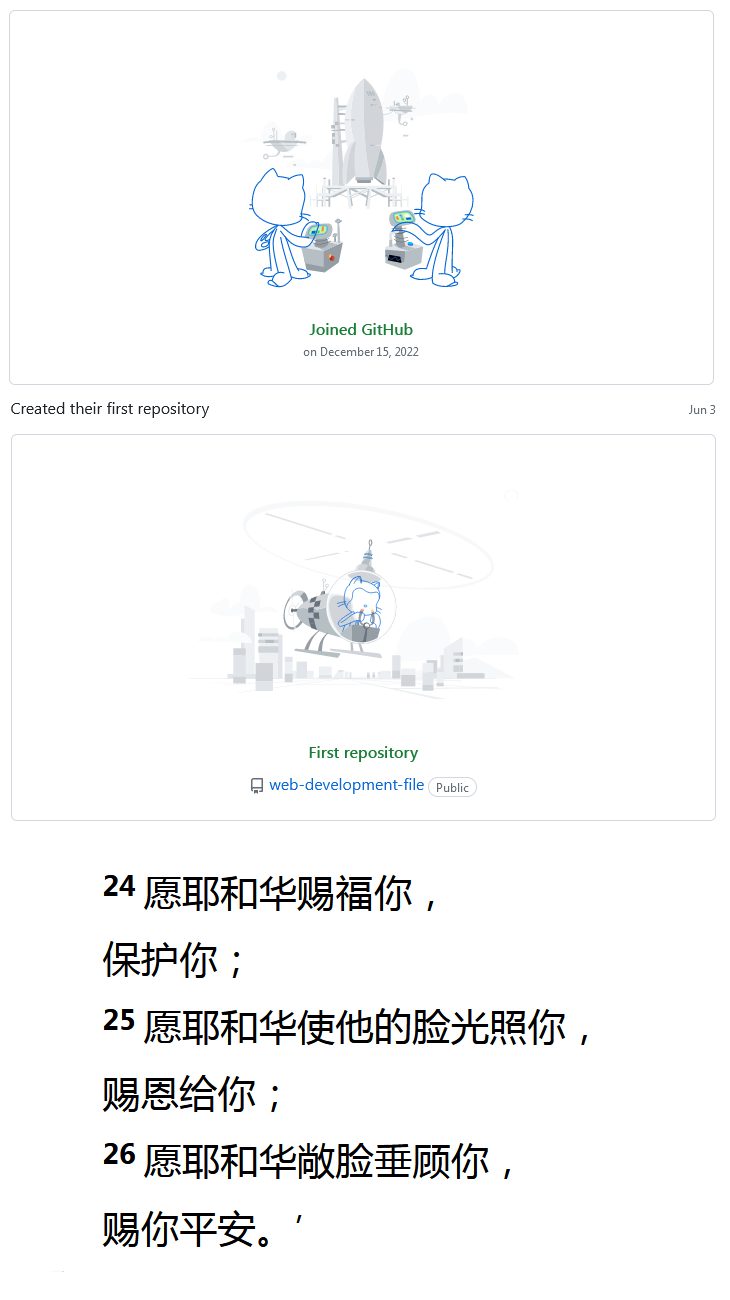 Joined GitHub
on December 15, 2022
Created their first repository
Jun 3
First repository
web-development-file Public
24 愿耶和华赐福你，
保护你；
25 愿耶和华使他的脸光照你，
赐恩给你；
26 愿耶和华敞脸垂顾你，
赐你平安。’